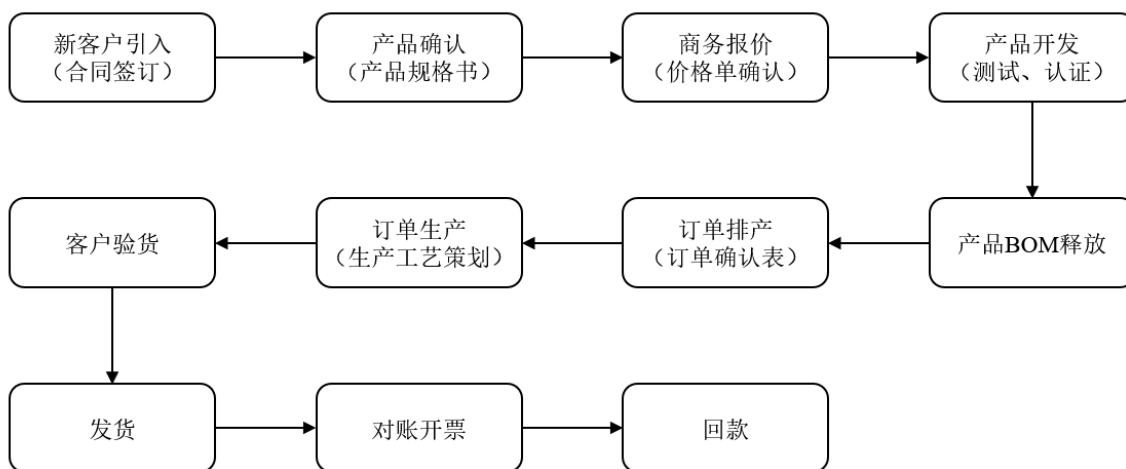 新客户引入
（合同签订）
产品确认
（产品规格书）
商务报价
（价格单确认）
产品开发
（测试、认证）
客户验货
订单生产
（生产工艺策划）
订单排产
（订单确认表）
产品BOM释放
发货
对账开票
回款